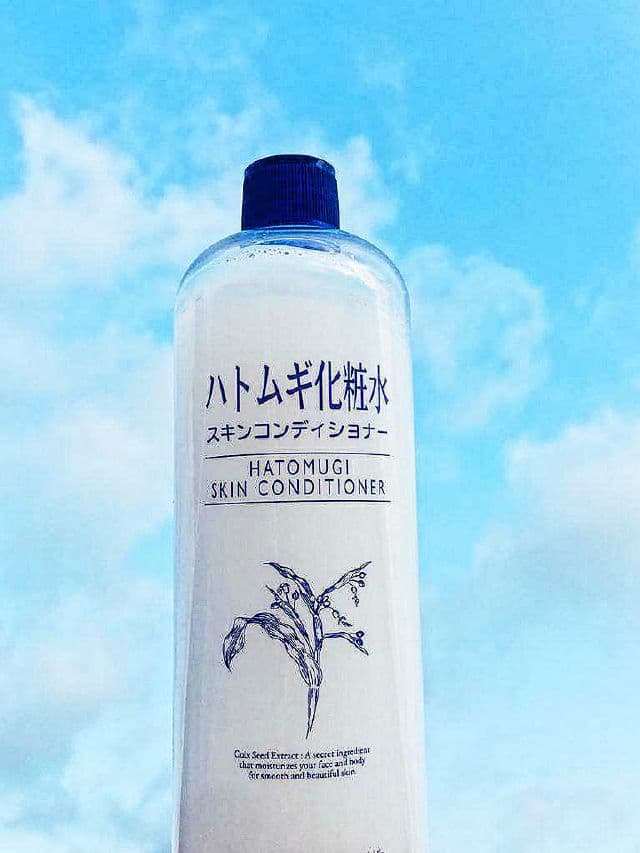 ハトムギ化粧水
スキンコンディショナー
HATOMUGI
SKIN CONDITIONER
Coix Seed Extract : A secret ingredient
that moisturizes your face and body
for smooth and beautiful skin.